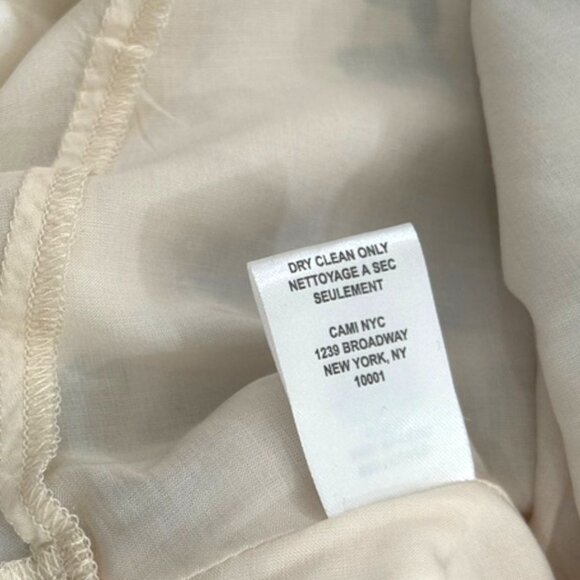 DRY CLEAN ONLY
NETTOYAGE A SEC
SEULEMENT
CAMI NYC
1239 BROADWAY
NEW YORK, NY
10001